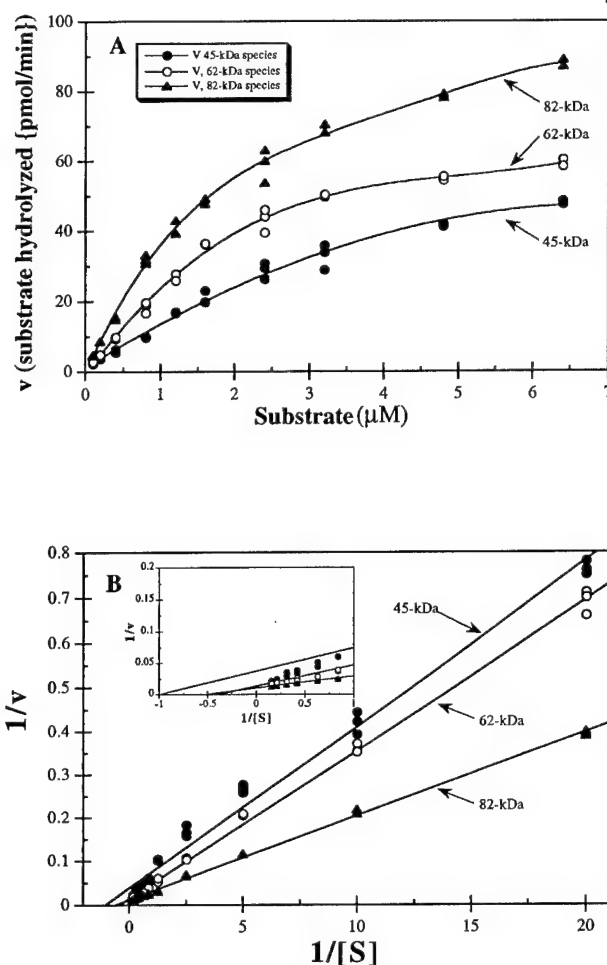 A
V 45-kDa species
V, 62-kDa species
V, 82-kDa species
v (substrate hydrolyzed {pmol/min})
100
80
60
40
20
0
82-kDa
62-kDa
45-kDa
0 1 2 3 4 5 6 7
Substrate (µM)
B
1/v
0.8
0.7
0.6
0.5
0.4
0.3
0.2
0.1
0
1/v
0.2
0.15
0.1
0.05
0
-1 -0.5 0 0.5 1
1/[S]
45-kDa
62-kDa
82-kDa
0 5 10 15 20
1/[S]